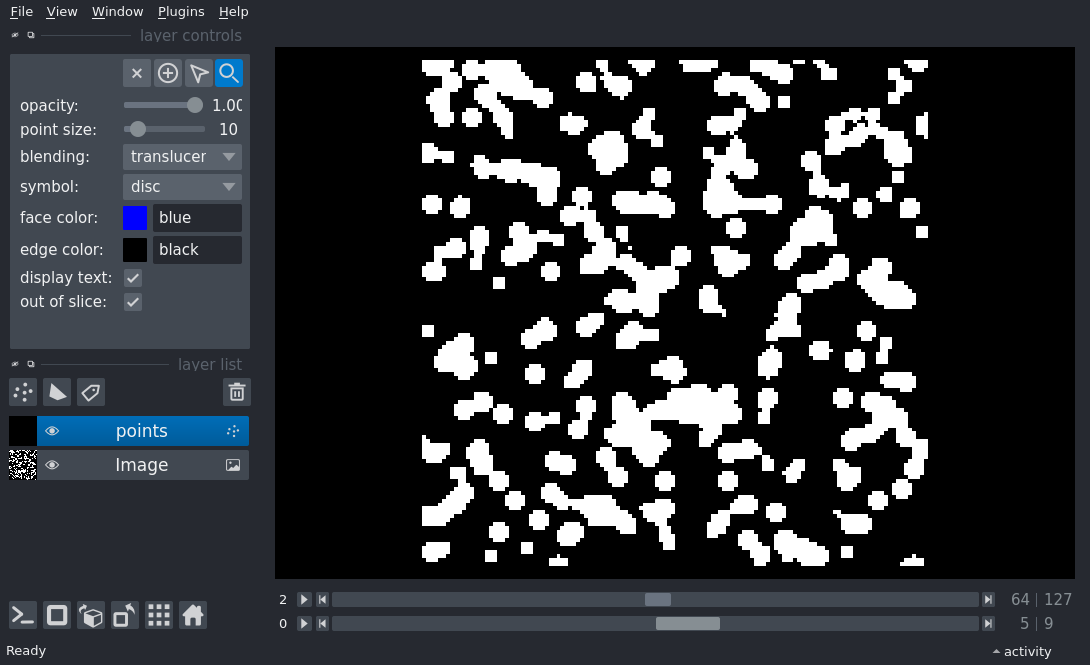 File View Window Plugins Help
layer controls
opacity: 1.00
point size: 10
blending: translucer
symbol: disc
face color: blue
edge color: black
display text:
out of slice:
layer list
points
Image
2 64 | 127
0 5 | 9
Ready activity